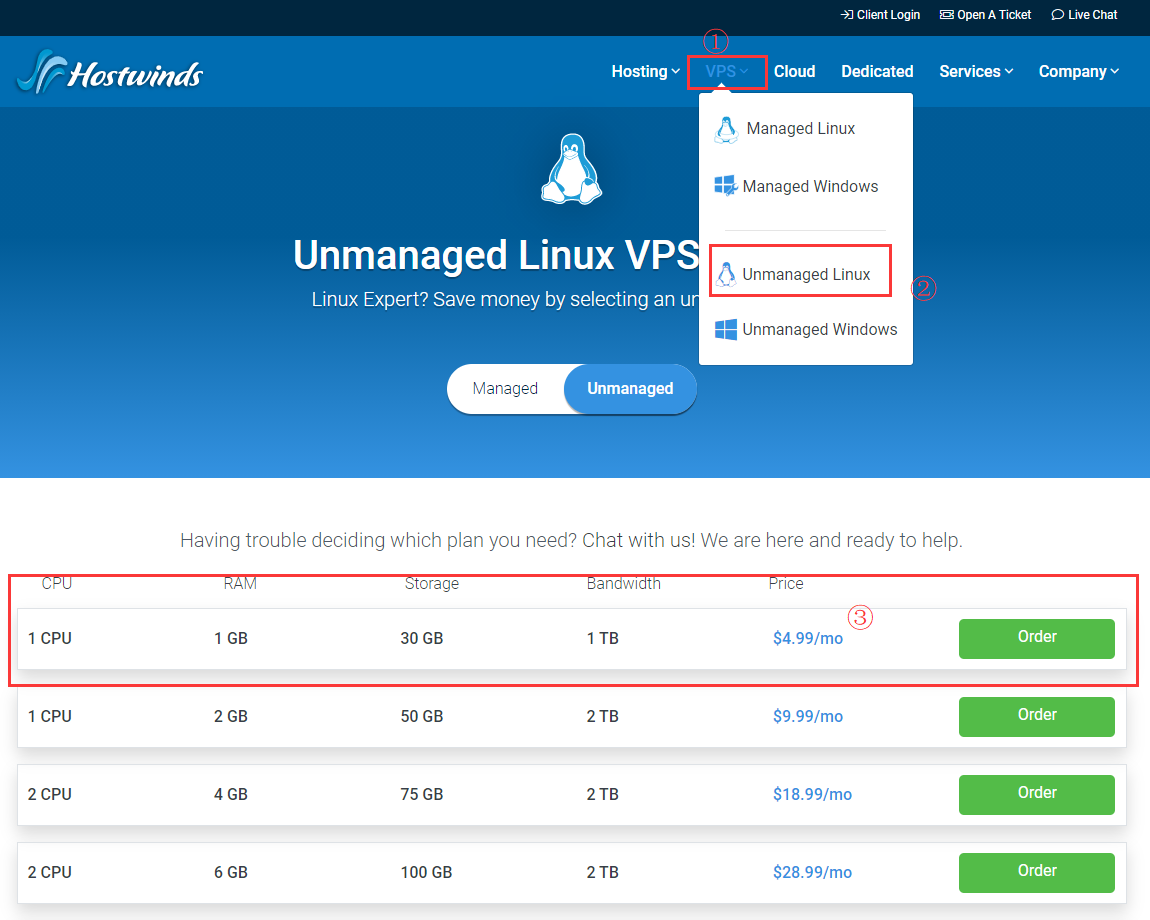 Client Login Open A Ticket Live Chat
①
Hostwinds Hosting VPS Cloud Dedicated Services Company
Managed Linux
Managed Windows
Unmanaged Linux VPS
Unmanaged Linux
②
Linux Expert? Save money by selecting an un
Unmanaged Windows
Managed Unmanaged
Having trouble deciding which plan you need? Chat with us! We are here and ready to help.
CPU RAM Storage Bandwidth Price
③
1 CPU 1 GB 30 GB 1 TB $4.99/mo Order
1 CPU 2 GB 50 GB 2 TB $9.99/mo Order
2 CPU 4 GB 75 GB 2 TB $18.99/mo Order
2 CPU 6 GB 100 GB 2 TB $28.99/mo Order